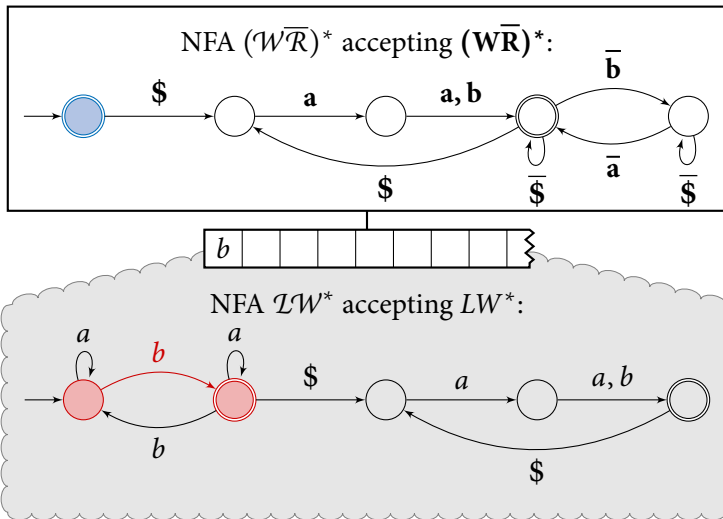 NFA (𝒲ℛ̅)* accepting (𝐖𝐑̅)*:
b̅
$ a a, b
$ $̅ a̅ $̅
b
NFA ℒ𝒲* accepting LW*:
a b a $ a a, b
b $